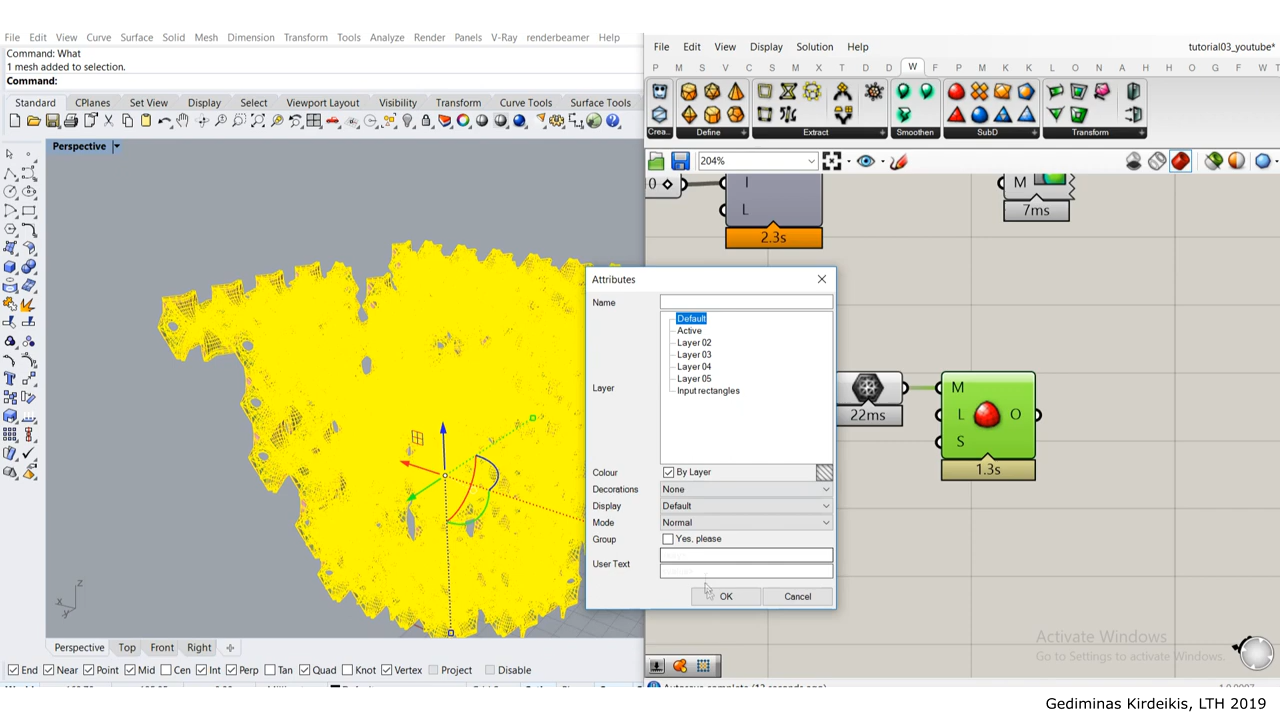 File Edit View Curve Surface Solid Mesh Dimension Transform Tools Analyze Render Panels V-Ray renderbeamer Help
Command: What
1 mesh added to selection.
Command:
Standard CPlanes Set View Display Select Viewport Layout Visibility Transform Curve Tools Surface Tools
Perspective
z
x
y
Perspective Top Front Right
End Near Point Mid Cen Int Perp Tan Quad Knot Vertex Project Disable
File Edit View Display Solution Help
tutorial03_youtube*
P M S V C S M X T D D W F P M K K L O N A H H O G F W T
Crea... Define Extract Smoothen SubD Transform
204%
0
I
L
2.3s
M
7ms
22ms
M
L
S
O
1.3s
Attributes
Name
Layer
Default
Active
Layer 02
Layer 03
Layer 04
Layer 05
Input rectangles
Colour By Layer
Decorations None
Display Default
Mode Normal
Group Yes, please
User Text
OK Cancel
Activate Windows
Go to Settings to activate Windows.
Gediminas Kirdeikis, LTH 2019